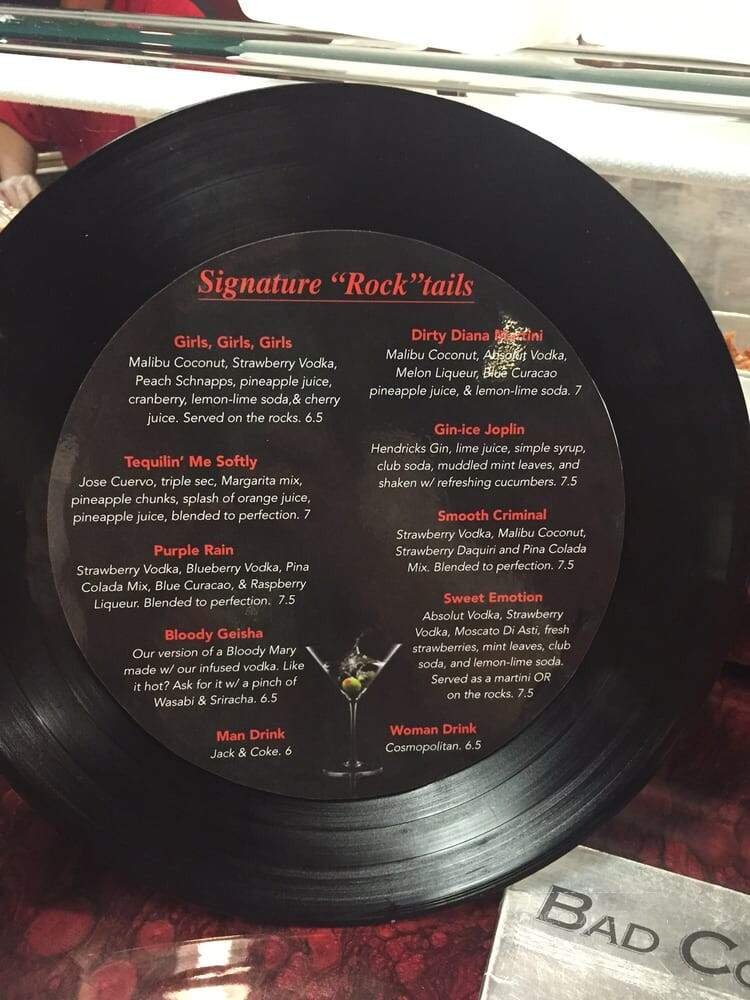 Signature “Rock”tails
Girls, Girls, Girls
Malibu Coconut, Strawberry Vodka,
Peach Schnapps, pineapple juice,
cranberry, lemon-lime soda,& cherry
juice. Served on the rocks. 6.5
Tequilin’ Me Softly
Jose Cuervo, triple sec, Margarita mix,
pineapple chunks, splash of orange juice,
pineapple juice, blended to perfection. 7
Purple Rain
Strawberry Vodka, Blueberry Vodka, Pina
Colada Mix, Blue Curacao, & Raspberry
Liqueur. Blended to perfection. 7.5
Bloody Geisha
Our version of a Bloody Mary
made w/ our infused vodka. Like
it hot? Ask for it w/ a pinch of
Wasabi & Sriracha. 6.5
Man Drink
Jack & Coke. 6
Dirty Diana Martini
Malibu Coconut, Absolut Vodka,
Melon Liqueur, Blue Curacao
pineapple juice, & lemon-lime soda. 7
Gin-ice Joplin
Hendricks Gin, lime juice, simple syrup,
club soda, muddled mint leaves, and
shaken w/ refreshing cucumbers. 7.5
Smooth Criminal
Strawberry Vodka, Malibu Coconut,
Strawberry Daquiri and Pina Colada
Mix. Blended to perfection. 7.5
Sweet Emotion
Absolut Vodka, Strawberry
Vodka, Moscato Di Asti, fresh
strawberries, mint leaves, club
soda, and lemon-lime soda.
Served as a martini OR
on the rocks. 7.5
Woman Drink
Cosmopolitan. 6.5
BAD